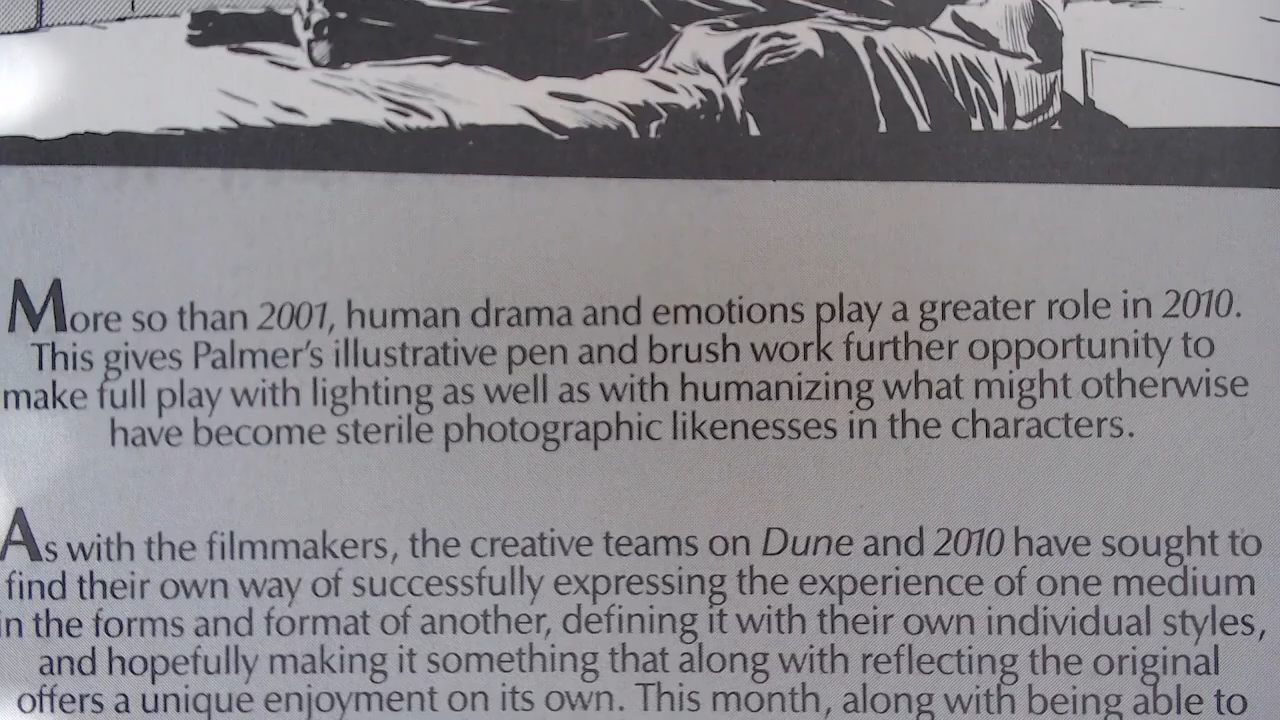 More so than 2001, human drama and emotions play a greater role in 2010.
This gives Palmer's illustrative pen and brush work further opportunity to
make full play with lighting as well as with humanizing what might otherwise
have become sterile photographic likenesses in the characters.
As with the filmmakers, the creative teams on Dune and 2010 have sought to
find their own way of successfully expressing the experience of one medium
in the forms and format of another, defining it with their own individual styles,
and hopefully making it something that along with reflecting the original
offers a unique enjoyment on its own. This month, along with being able to